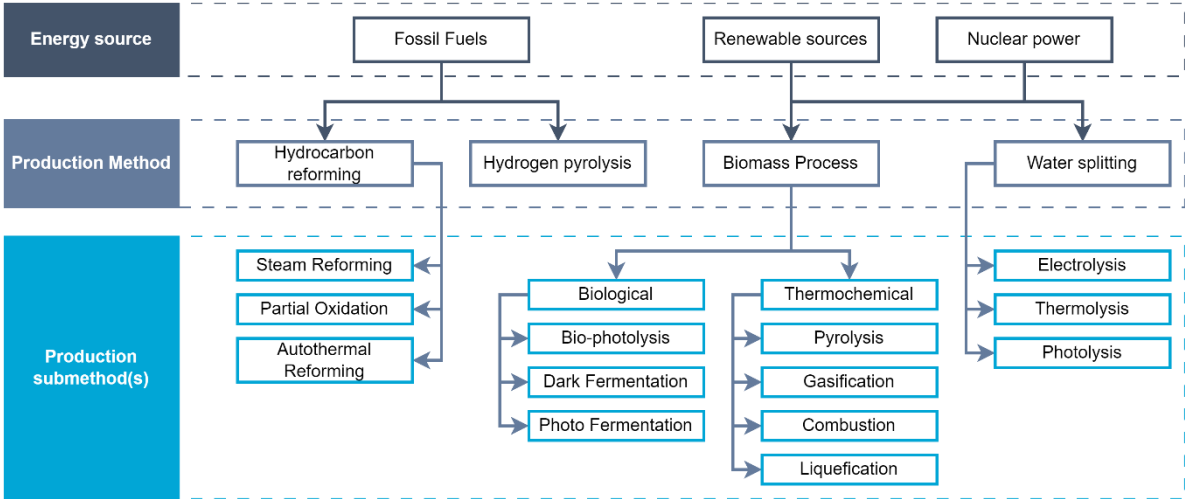 Energy source
Fossil Fuels
Renewable sources
Nuclear power
Production Method
Hydrocarbon
reforming
Hydrogen pyrolysis
Biomass Process
Water splitting
Production
submethod(s)
Steam Reforming
Partial Oxidation
Autothermal
Reforming
Biological
Bio-photolysis
Dark Fermentation
Photo Fermentation
Thermochemical
Pyrolysis
Gasification
Combustion
Liquefication
Electrolysis
Thermolysis
Photolysis